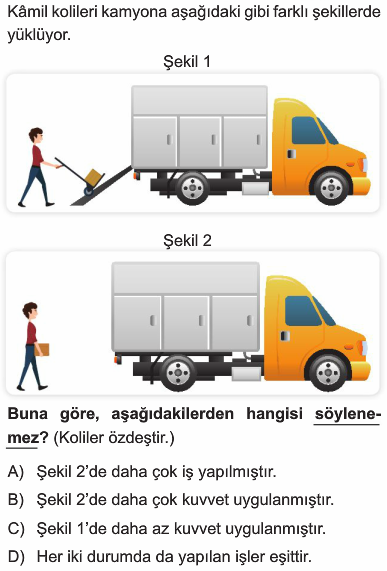 Kâmil kolileri kamyona aşağıdaki gibi farklı şekillerde
yüklüyor.
Şekil 1
Şekil 2
Buna göre, aşağıdakilerden hangisi söylene-
mez? (Koliler özdeştir.)
A) Şekil 2'de daha çok iş yapılmıştır.
B) Şekil 2'de daha çok kuvvet uygulanmıştır.
C) Şekil 1'de daha az kuvvet uygulanmıştır.
D) Her iki durumda da yapılan işler eşittir.